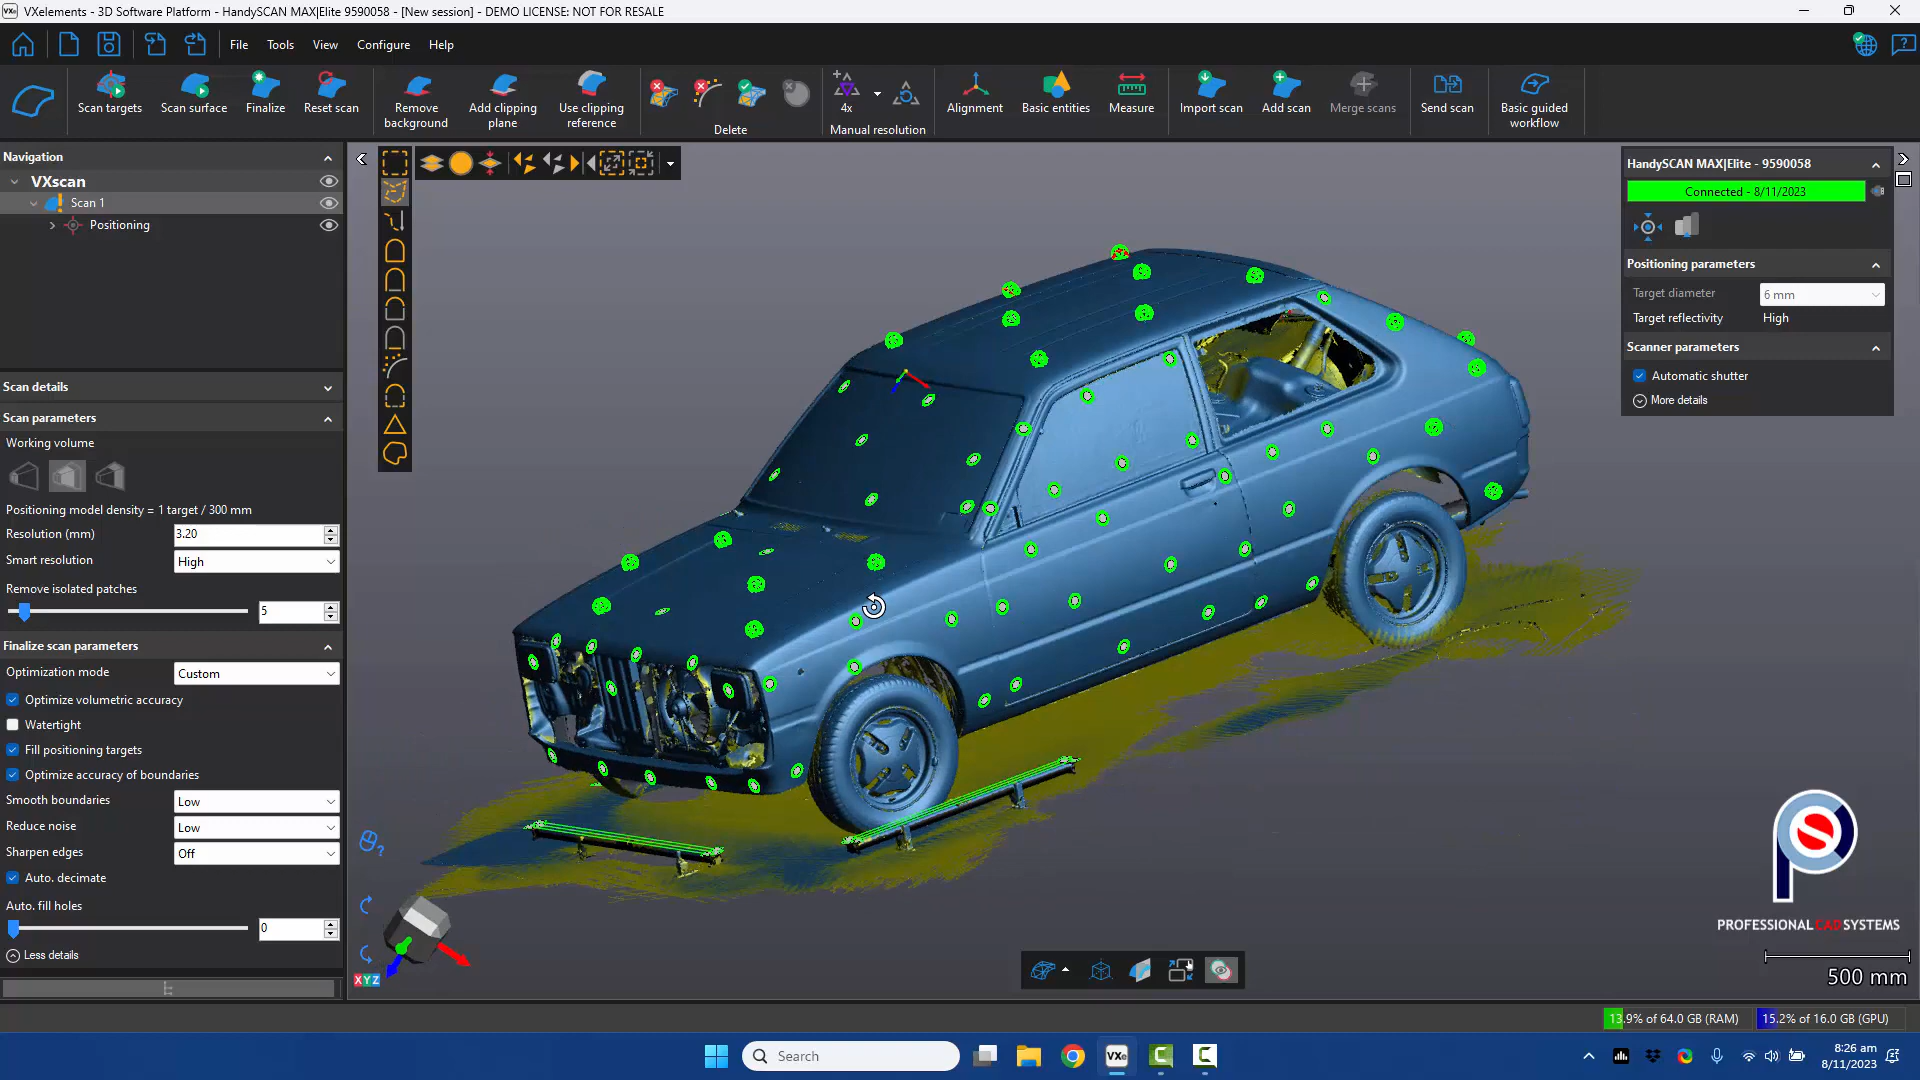 VXelements - 3D Software Platform - HandySCAN MAX|Elite 9590058 - [New session] - DEMO LICENSE: NOT FOR RESALE
File Tools View Configure Help
Scan targets
Scan surface
Finalize
Reset scan
Remove background
Add clipping plane
Use clipping reference
Delete
4x
Manual resolution
Alignment
Basic entities
Measure
Import scan
Add scan
Merge scans
Send scan
Basic guided workflow
Navigation
VXscan
Scan 1
Positioning
Scan details
Scan parameters
Working volume
Positioning model density = 1 target / 300 mm
Resolution (mm) 3.20
Smart resolution High
Remove isolated patches
5
Finalize scan parameters
Optimization mode Custom
Optimize volumetric accuracy
Watertight
Fill positioning targets
Optimize accuracy of boundaries
Smooth boundaries Low
Reduce noise Low
Sharpen edges Off
Auto. decimate
Auto. fill holes
0
Less details
XYZ
HandySCAN MAX|Elite - 9590058
Connected - 8/11/2023
Positioning parameters
Target diameter 6 mm
Target reflectivity High
Scanner parameters
Automatic shutter
More details
PROFESSIONALCADSYSTEMS
500 mm
13.9% of 64.0 GB (RAM) 15.2% of 16.0 GB (GPU)
Search
VXe
8:26 am
8/11/2023